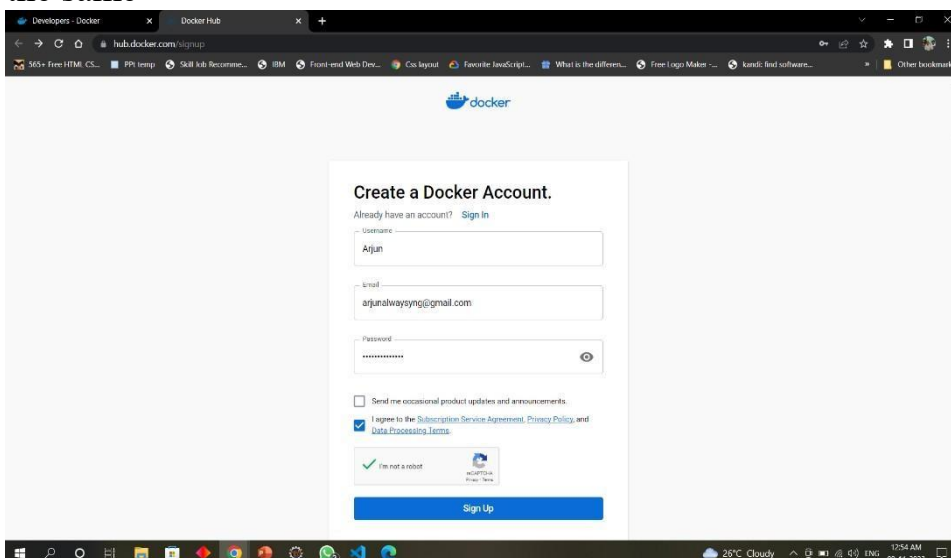 Developers - Docker
Docker Hub
hub.docker.com/signup
565+ Free HTML, CS...
PPt temp
Skill Job Recomme...
IBM
Front-end Web Dev...
Css layout
Favorite JavaScript...
What is the differen...
Free Logo Maker -...
kandi: find software...
»
Other bookmark
docker
Create a Docker Account.
Already have an account? Sign In
Username
Arjun
Email
arjunalwaysyng@gmail.com
Password
Send me occasional product updates and announcements.
I agree to the Subscription Service Agreement, Privacy Policy, and
Data Processing Terms.
I'm not a robot
reCAPTCHA
Privacy - Terms
Sign Up
26°C Cloudy
ENG
12:54 AM